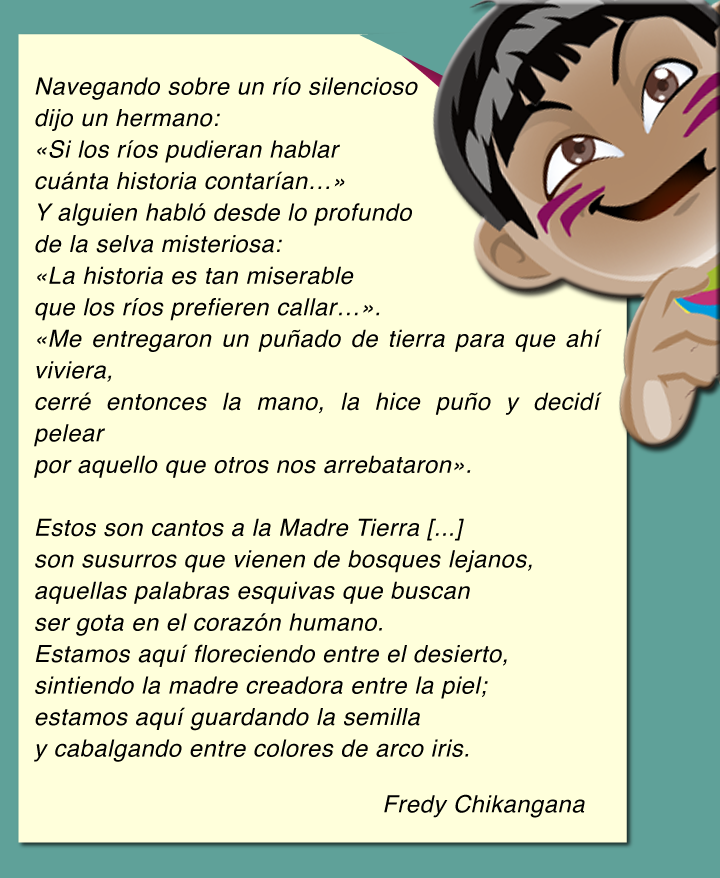 Navegando sobre un río silencioso
dijo un hermano:
«Si los ríos pudieran hablar
cuánta historia contarían…»
Y alguien habló desde lo profundo
de la selva misteriosa:
«La historia es tan miserable
que los ríos prefieren callar…».
«Me entregaron un puñado de tierra para que ahí
viviera,
cerré entonces la mano, la hice puño y decidí
pelear
por aquello que otros nos arrebataron».
Estos son cantos a la Madre Tierra [...]
son susurros que vienen de bosques lejanos,
aquellas palabras esquivas que buscan
ser gota en el corazón humano.
Estamos aquí floreciendo entre el desierto,
sintiendo la madre creadora entre la piel;
estamos aquí guardando la semilla
y cabalgando entre colores de arco iris.
Fredy Chikangana